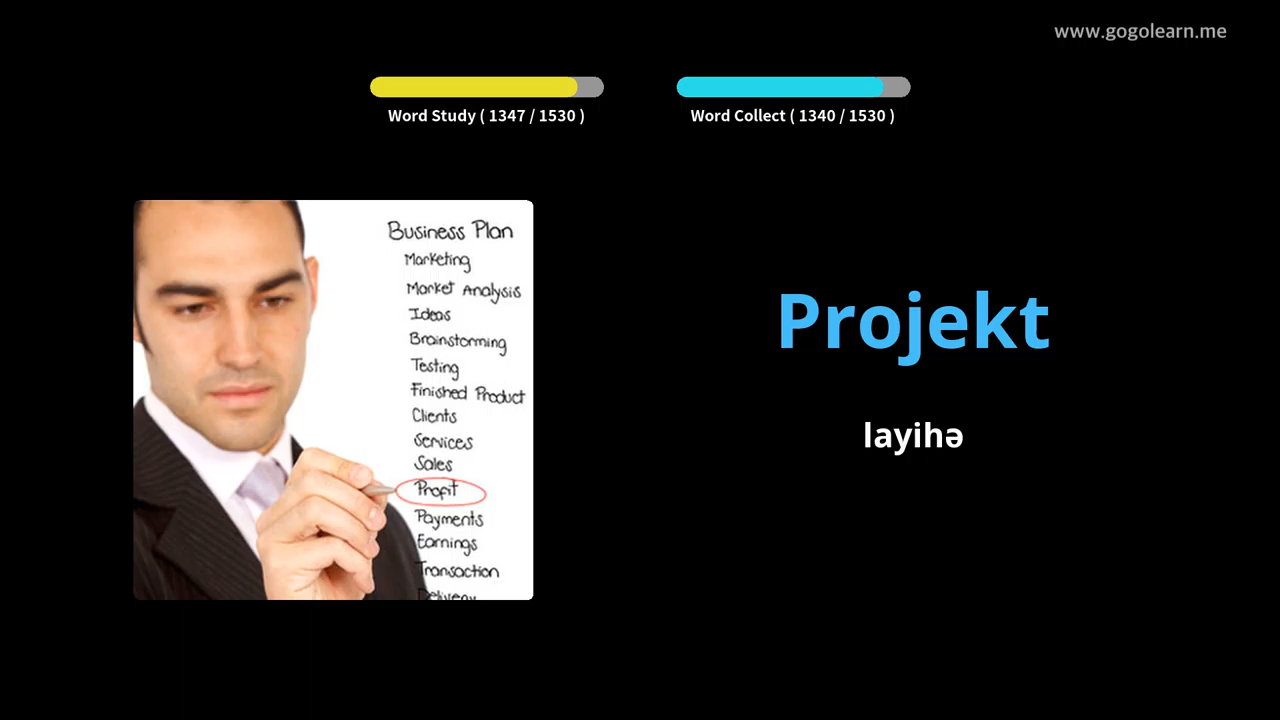 www.gogolearn.me
Word Study ( 1347 / 1530 )
Word Collect ( 1340 / 1530 )
Business Plan
Marketing
Market Analysis
Ideas
Brainstorming
Testing
Finished Product
Clients
Services
Sales
Profit
Payments
Earnings
Transaction
Delivery
Projekt
layihə